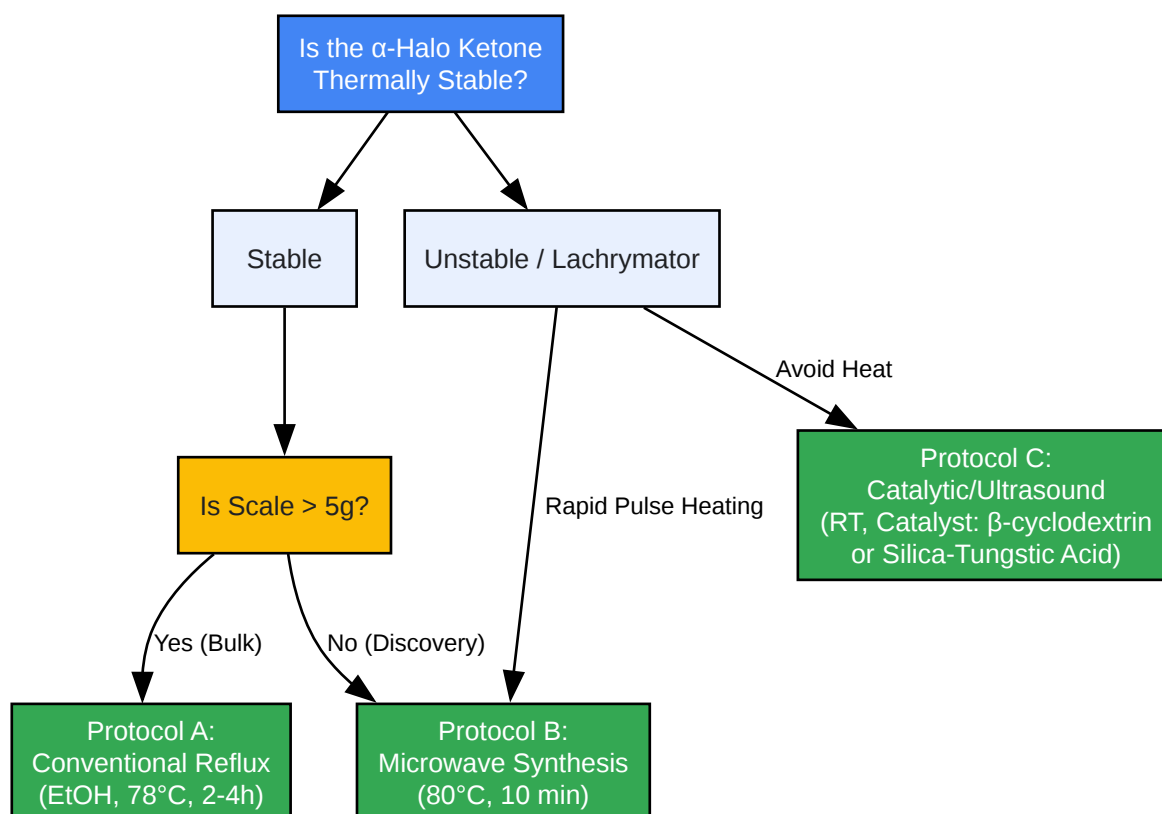 Is the α-Halo Ketone
Thermally Stable?
Stable
Unstable / Lachrymator
Avoid Heat
Is Scale > 5g?
Rapid Pulse Heating
Protocol C:
Catalytic/Ultrasound
(RT, Catalyst: β-cyclodextrin
or Silica-Tungstic Acid)
Yes (Bulk)
No (Discovery)
Protocol A:
Conventional Reflux
(EtOH, 78°C, 2-4h)
Protocol B:
Microwave Synthesis
(80°C, 10 min)